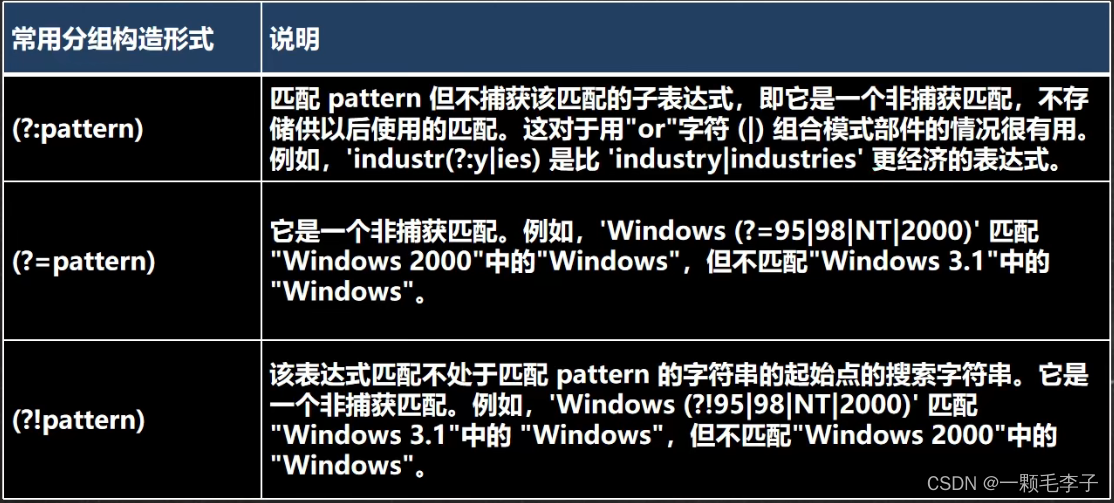 常用分组构造形式
说明
(?:pattern)
匹配 pattern 但不捕获该匹配的子表达式，即它是一个非捕获匹配，不存
储供以后使用的匹配。这对于用"or"字符 (|) 组合模式部件的情况很有用。
例如，'industr(?:y|ies) 是比 'industry|industries' 更经济的表达式。
(?=pattern)
它是一个非捕获匹配。例如，'Windows (?=95|98|NT|2000)' 匹配
"Windows 2000"中的"Windows"，但不匹配"Windows 3.1"中的
"Windows"。
(?!pattern)
该表达式匹配不处于匹配 pattern 的字符串的起始点的搜索字符串。它是
一个非捕获匹配。例如，'Windows (?!95|98|NT|2000)' 匹配
"Windows 3.1"中的 "Windows"，但不匹配"Windows 2000"中的
"Windows"。
CSDN @一颗毛李子